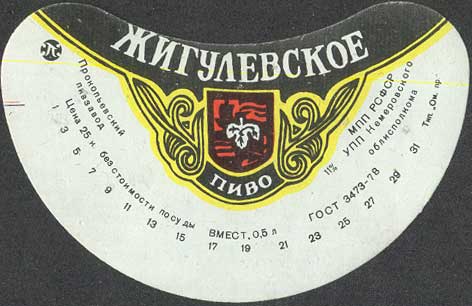 ЖИГУЛЕВСКОЕ
ПИВО
Прокопьевский
пивзавод
Цена 25 к. без стоимости посуды
МПП РСФСР
УПП Кемеровского
облисполкома
11%
ВМЕСТ. 0,5 л
ГОСТ 3473-78
1 3 5 7 9 11 13 15 17 19 21 23 25 27 29 31